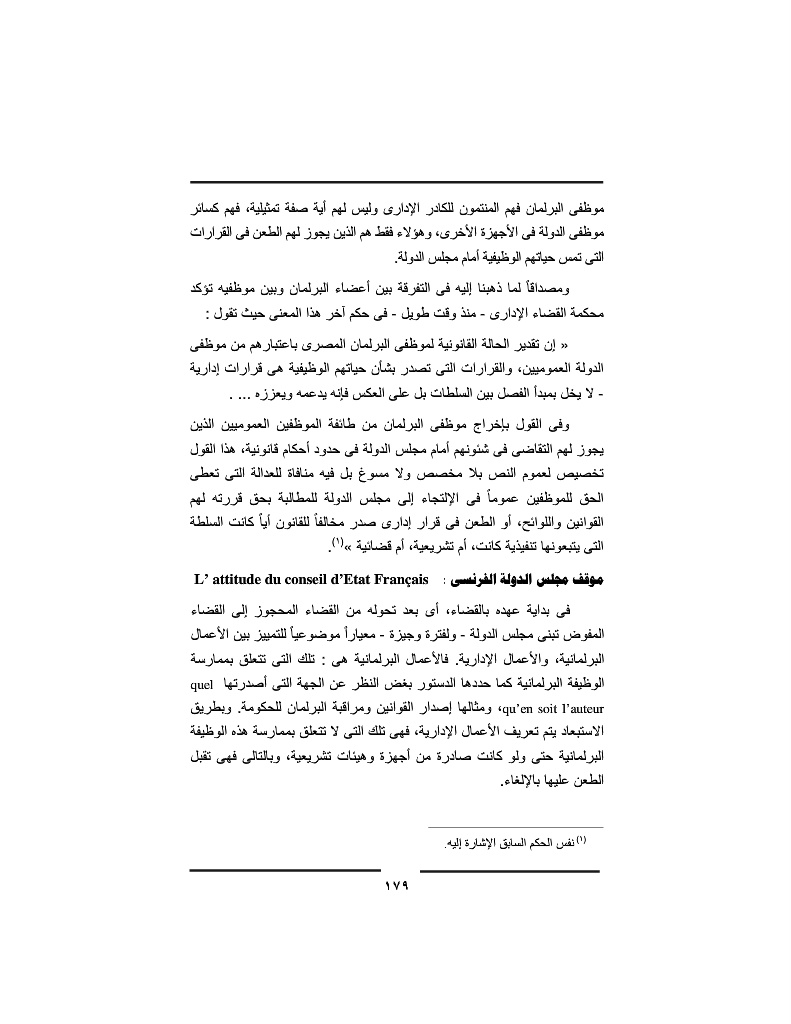 موظفى البرلمان فهم المنتمون للكادر الإدارى وليس لهم أية صفة تمثيلية، فهم كسائر
موظفى الدولة فى الأجهزة الأخرى، وهؤلاء فقط هم الذين يجوز لهم الطعن فى القرارات
التى تمس حياتهم الوظيفية أمام مجلس الدولة.
ومصداقاً لما ذهبنا إليه فى التفرقة بين أعضاء البرلمان وبين موظفيه تؤكد
محكمة القضاء الإدارى - منذ وقت طويل - فى حكم آخر هذا المعنى حيث تقول :
« إن تقدير الحالة القانونية لموظفى البرلمان المصرى باعتبارهم من موظفى
الدولة العموميين، والقرارات التى تصدر بشأن حياتهم الوظيفية هى قرارات إدارية
- لا يخل بمبدأ الفصل بين السلطات بل على العكس فإنه يدعمه ويعززه ... .
وفى القول بإخراج موظفى البرلمان من طائفة الموظفين العموميين الذين
يجوز لهم التقاضى فى شئونهم أمام مجلس الدولة فى حدود أحكام قانونية، هذا القول
تخصيص لعموم النص بلا مخصص ولا مسوغ بل فيه منافاة للعدالة التى تعطى
الحق للموظفين عموماً فى الإلتجاء إلى مجلس الدولة للمطالبة بحق قررته لهم
القوانين واللوائح، أو الطعن فى قرار إدارى صدر مخالفاً للقانون أياً كانت السلطة
التى يتبعونها تنفيذية كانت، أم تشريعية، أم قضائية »(١).
موقف مجلس الدولة الفرنسى : L’ attitude du conseil d’Etat Français
فى بداية عهده بالقضاء، أى بعد تحوله من القضاء المحجوز إلى القضاء
المفوض تبنى مجلس الدولة - ولفترة وجيزة - معياراً موضوعياً للتمييز بين الأعمال
البرلمانية، والأعمال الإدارية. فالأعمال البرلمانية هى : تلك التى تتعلق بممارسة
الوظيفة البرلمانية كما حددها الدستور بغض النظر عن الجهة التى أصدرتها quel
qu’en soit l’auteur، ومثالها إصدار القوانين ومراقبة البرلمان للحكومة. وبطريق
الاستبعاد يتم تعريف الأعمال الإدارية، فهى تلك التى لا تتعلق بممارسة هذه الوظيفة
البرلمانية حتى ولو كانت صادرة من أجهزة وهيئات تشريعية، وبالتالى فهى تقبل
الطعن عليها بالإلغاء.
(١) نفس الحكم السابق الإشارة إليه.
١٧٩